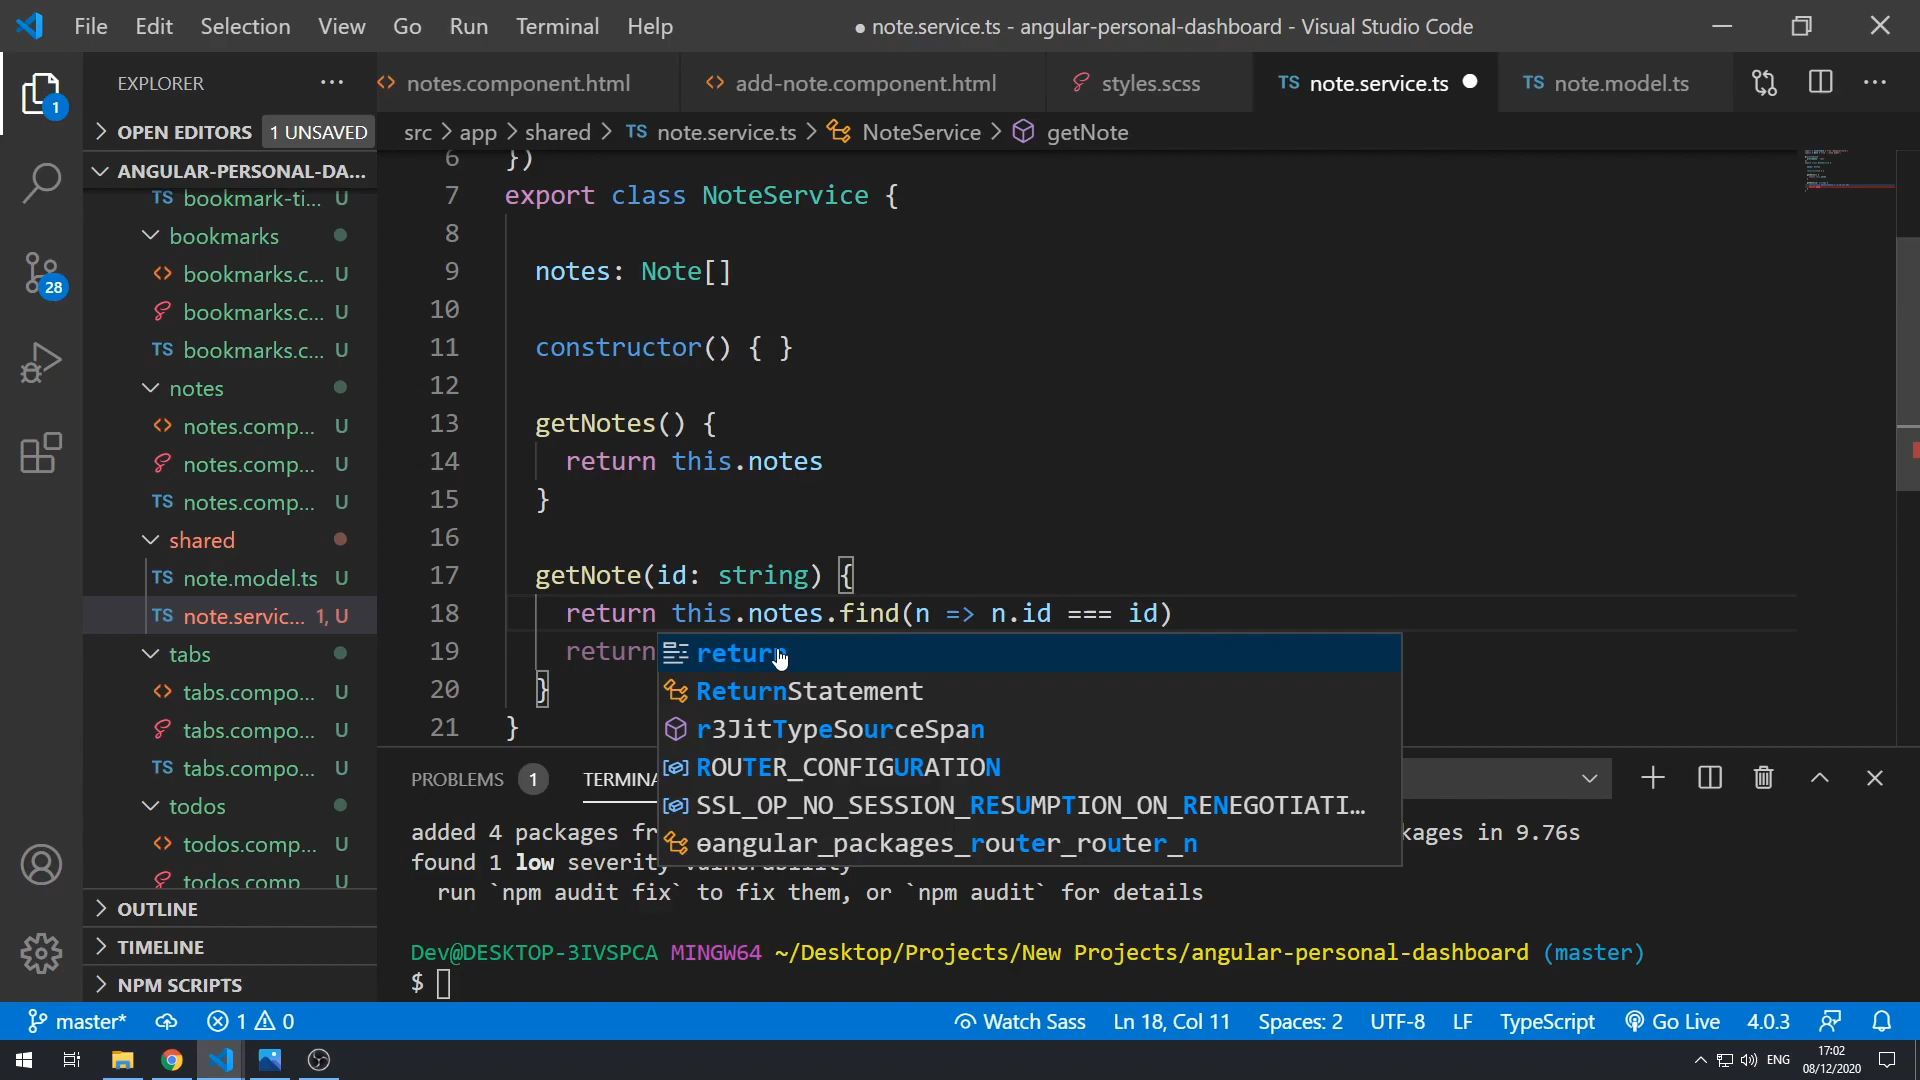 File Edit Selection View Go Run Terminal Help
● note.service.ts - angular-personal-dashboard - Visual Studio Code
EXPLORER
notes.component.html
add-note.component.html
styles.scss
TS note.service.ts
TS note.model.ts
1
OPEN EDITORS 1 UNSAVED
src > app > shared > TS note.service.ts > NoteService > getNote
ANGULAR-PERSONAL-DA...
TS bookmark-ti... U
bookmarks
bookmarks.c... U
bookmarks.c... U
TS bookmarks.c... U
notes
notes.comp... U
notes.comp... U
TS notes.comp... U
shared
TS note.model.ts U
TS note.servic... 1, U
tabs
TS tabs.compo... U
tabs.compo... U
TS tabs.compo... U
todos
todos.comp... U
todos.comp U
OUTLINE
TIMELINE
NPM SCRIPTS
28
6 })
7 export class NoteService {
8
9 notes: Note[]
10
11 constructor() { }
12
13 getNotes() {
14 return this.notes
15 }
16
17 getNote(id: string) {
18 return this.notes.find(n => n.id === id)
19 return
20 }
21 }
return
ReturnStatement
r3JitTypeSourceSpan
ROUTER_CONFIGURATION
SSL_OP_NO_SESSION_RESUMPTION_ON_RENEGOTIATI...
ɵangular_packages_router_router_n
PROBLEMS 1 TERMINA
added 4 packages fr kages in 9.76s
found 1 low severity vulnerability
run `npm audit fix` to fix them, or `npm audit` for details
Dev@DESKTOP-3IVSPCA MINGW64 ~/Desktop/Projects/New Projects/angular-personal-dashboard (master)
$
master* 1 0 Watch Sass Ln 18, Col 11 Spaces: 2 UTF-8 LF TypeScript Go Live 4.0.3
ENG
17:02
08/12/2020